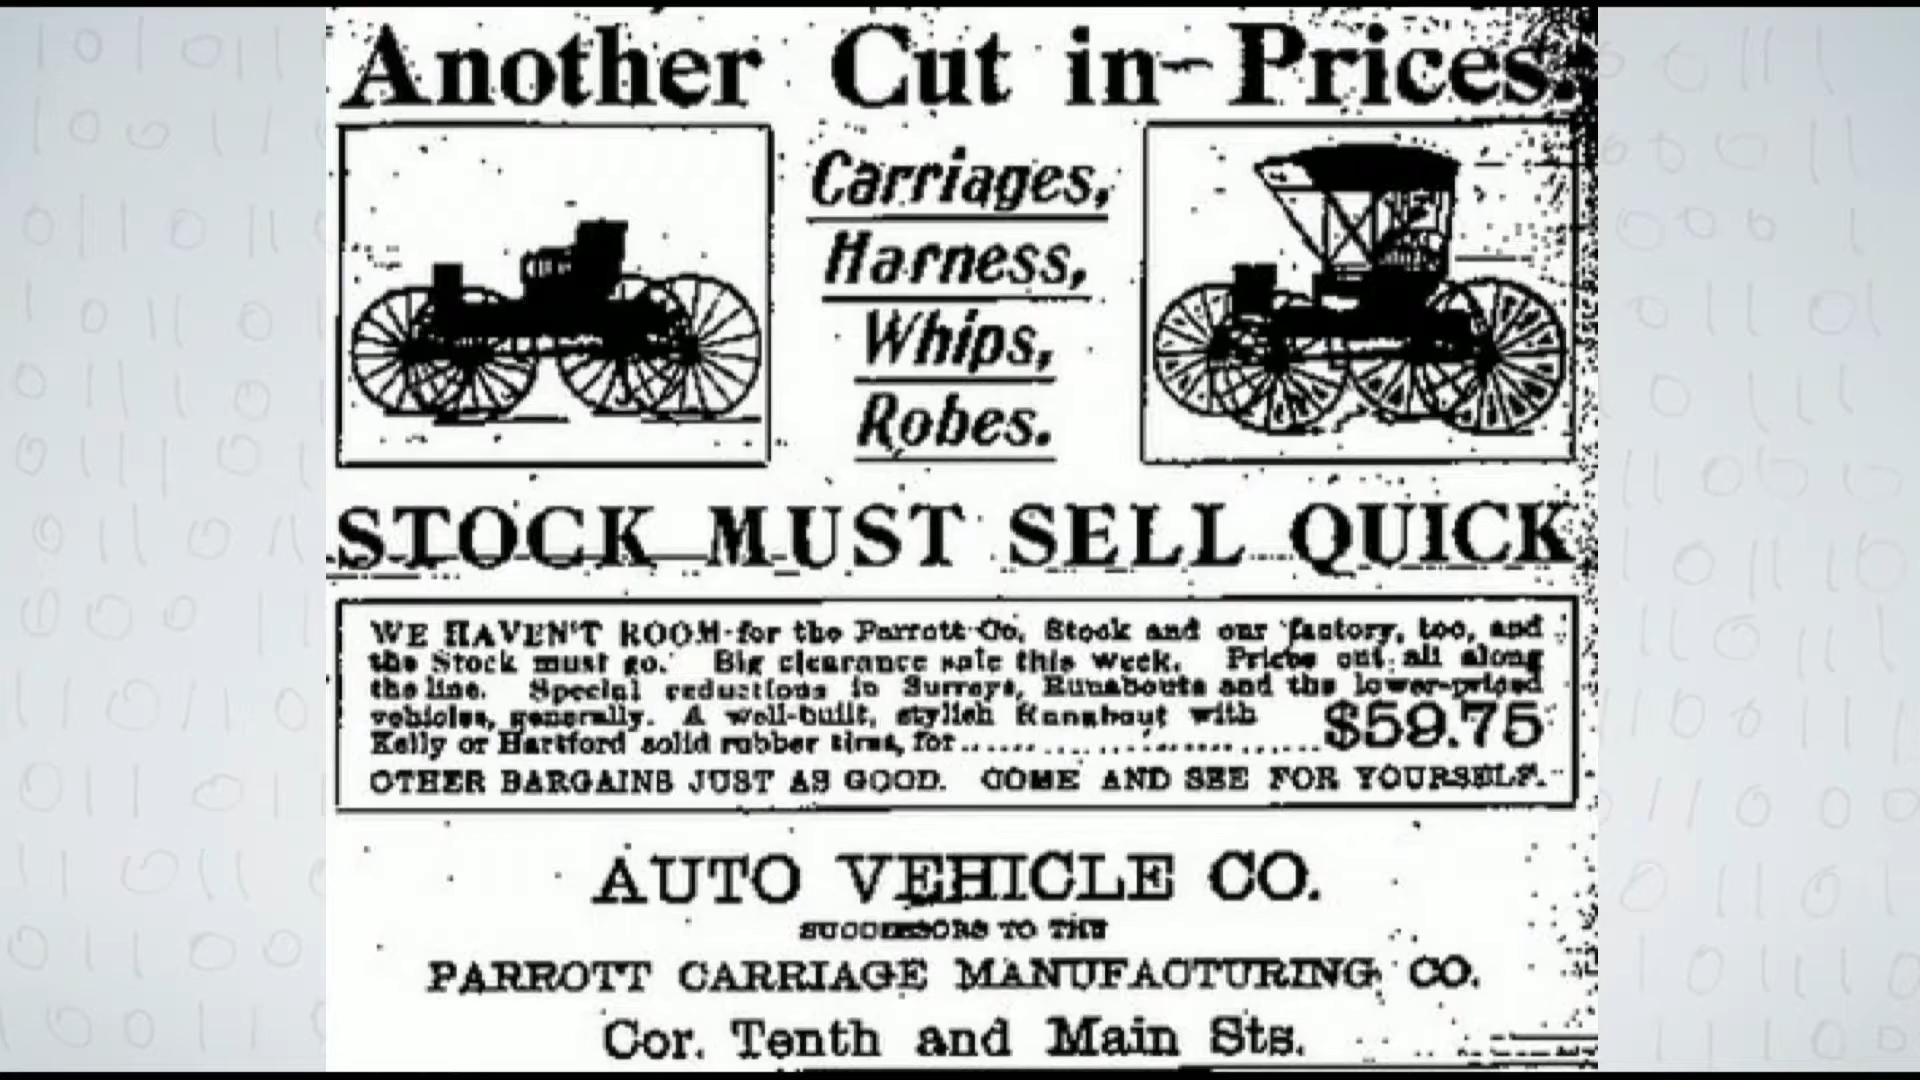 Another Cut in Prices.
Carriages,
Harness,
Whips,
Robes.
STOCK MUST SELL QUICK
WE HAVEN'T ROOM for the Parrott Co. Stock and our factory, too, and
the Stock must go. Big clearance sale this week. Prices cut all along
the line. Special reductions in Surreys, Runabouts and the lower-priced
vehicles, generally. A well-built, stylish Runabout with
Kelly or Hartford solid rubber tires, for........................$59.75
OTHER BARGAINS JUST AS GOOD. COME AND SEE FOR YOURSELF.
AUTO VEHICLE CO.
SUCCESSORS TO THE
PARROTT CARRIAGE MANUFACTURING CO.
Cor. Tenth and Main Sts.